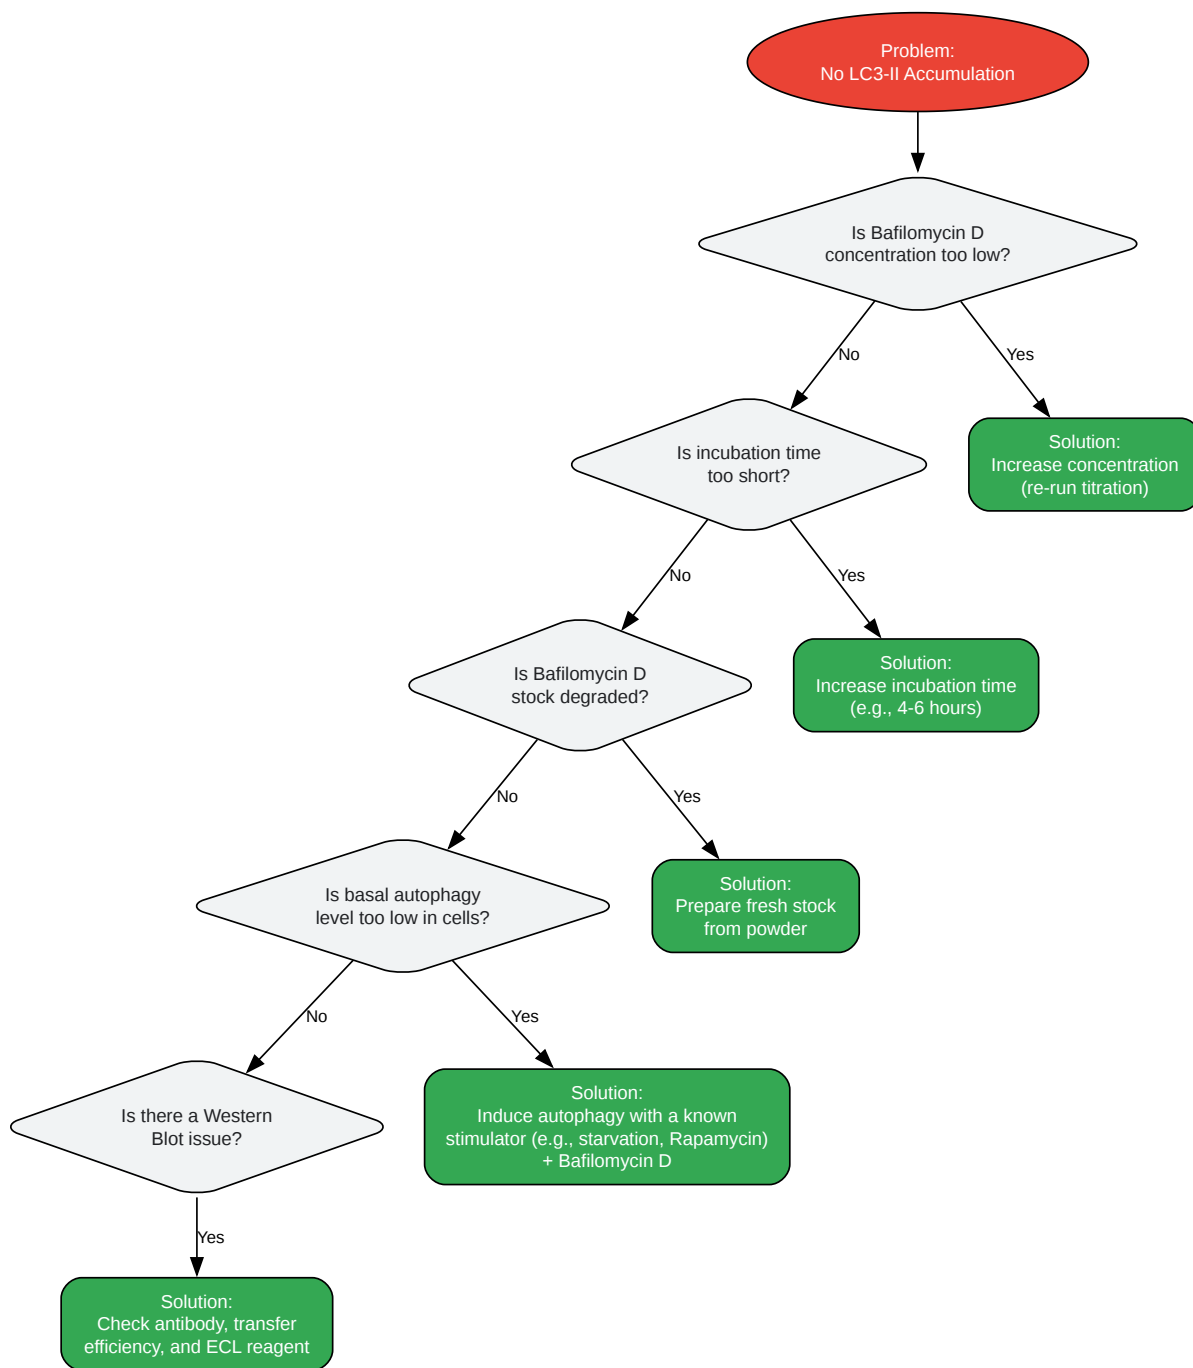 Problem:
No LC3-II Accumulation
Is Bafilomycin D
concentration too low?
No
Yes
Is incubation time
too short?
Solution:
Increase concentration
(re-run titration)
No
Yes
Is Bafilomycin D
stock degraded?
Solution:
Increase incubation time
(e.g., 4-6 hours)
No
Yes
Is basal autophagy
level too low in cells?
Solution:
Prepare fresh stock
from powder
No
Yes
Is there a Western
Blot issue?
Solution:
Induce autophagy with a known
stimulator (e.g., starvation, Rapamycin)
+ Bafilomycin D
Yes
Solution:
Check antibody, transfer
efficiency, and ECL reagent